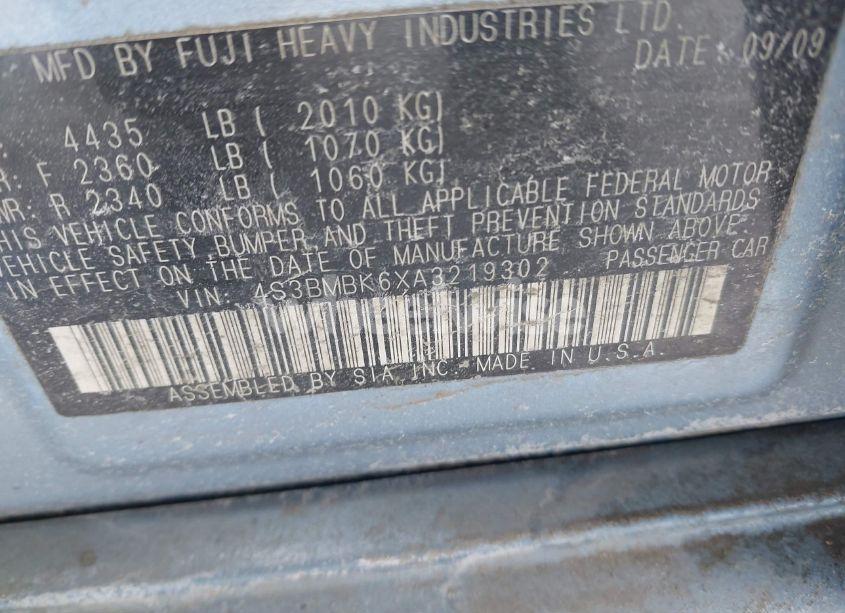 MFD BY FUJI HEAVY INDUSTRIES LTD.
DATE: 09/09
4435 LB ( 2010 KG)
R: F 2360 LB ( 1070 KG)
NR: R 2340 LB ( 1060 KG)
THIS VEHICLE CONFORMS TO ALL APPLICABLE FEDERAL MOTOR
VEHICLE SAFETY BUMPER AND THEFT PREVENTION STANDARDS
IN EFFECT ON THE DATE OF MANUFACTURE SHOWN ABOVE.
VIN: 4S3BMBK6XA3219302 PASSENGER CAR
ASSEMBLED BY SIA, INC. MADE IN U.S.A.